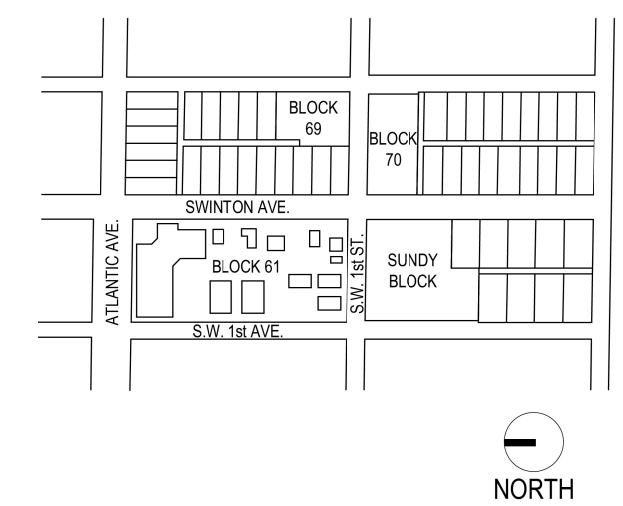 BLOCK
69
BLOCK
70
SWINTON AVE.
ATLANTIC AVE.
BLOCK 61
S.W. 1st ST.
SUNDY
BLOCK
S.W. 1st AVE.
NORTH